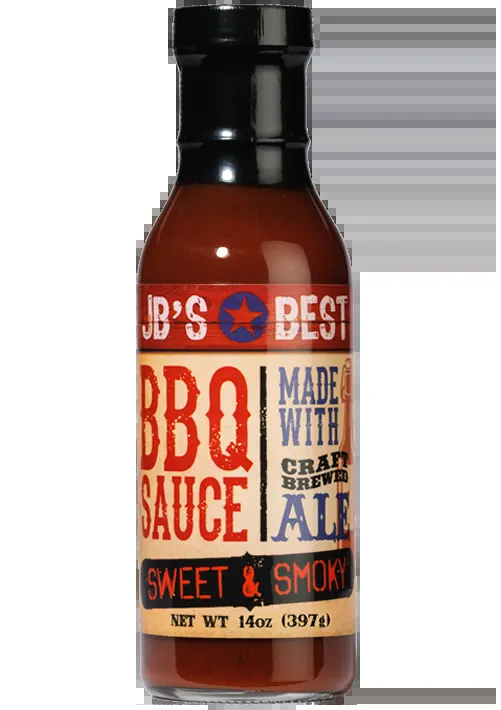 JB'S BEST
BBQ
SAUCE
MADE
WITH
CRAFT
BREWED
ALE
SWEET & SMOKY
NET WT 14oz (397g)